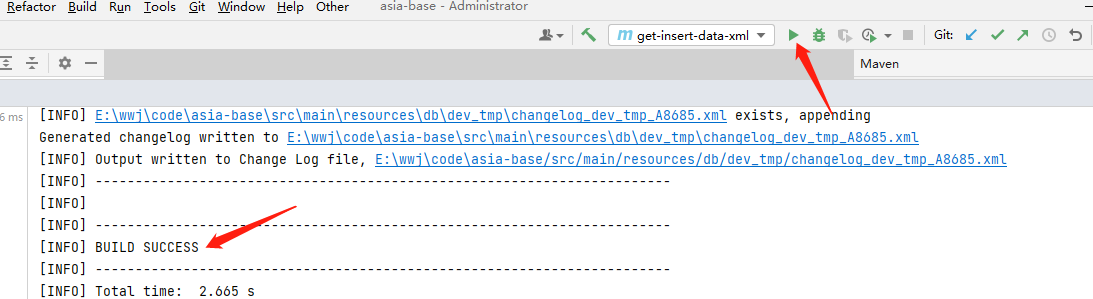 Refactor Build Run Tools Git Window Help Other asia-base - Administrator
get-insert-data-xml Git:
Maven
[INFO] E:\wwj\code\asia-base\src\main\resources\db\dev_tmp\changelog_dev_tmp_A8685.xml exists, appending
6 ms
Generated changelog written to E:\wwj\code\asia-base\src\main\resources\db\dev_tmp\changelog_dev_tmp_A8685.xml
[INFO] Output written to Change Log file, E:\wwj\code\asia-base/src/main/resources/db/dev_tmp/changelog_dev_tmp_A8685.xml
[INFO] ------------------------------------------------------------------------
[INFO]
[INFO] ------------------------------------------------------------------------
[INFO] BUILD SUCCESS
[INFO] ------------------------------------------------------------------------
[INFO] Total time: 2.665 s